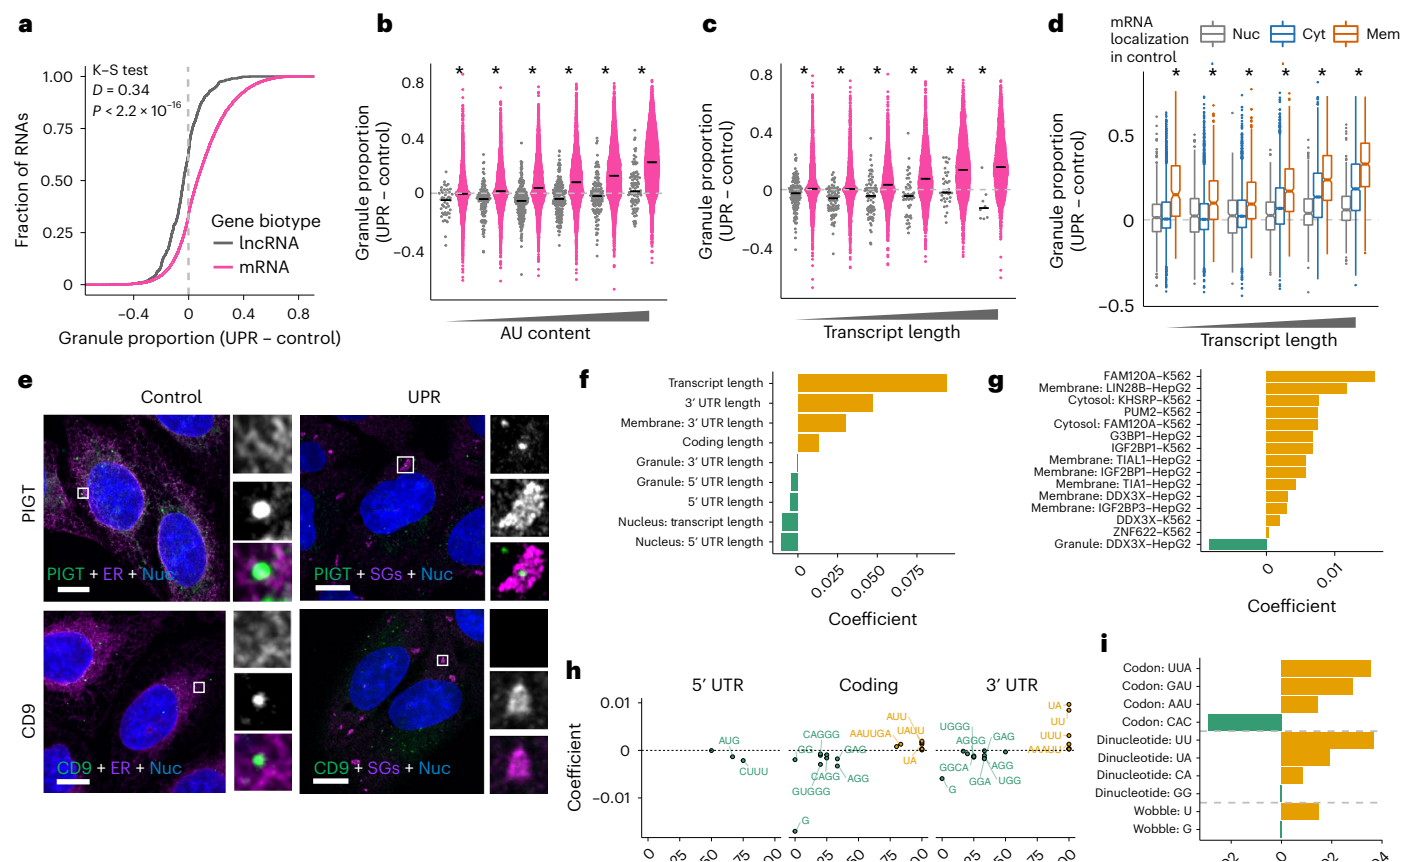 a
K–S test
D = 0.34
P < 2.2 × 10⁻¹⁶
1.00
0.75
0.50
0.25
0
Fraction of RNAs
Gene biotype
lncRNA
mRNA
−0.4
0
0.4
0.8
Granule proportion (UPR − control)
b
Granule proportion
(UPR − control)
0.8
0.4
0
−0.4
* * * * * *
AU content
c
Granule proportion
(UPR − control)
0.8
0.4
0
−0.4
* * * * * *
Transcript length
d
mRNA
localization
in control
Nuc
Cyt
Mem
* * * * * *
Granule proportion
(UPR − control)
0.5
0
−0.5
Transcript length
e
Control
UPR
PIGT
PIGT + ER + Nuc
PIGT + SGs + Nuc
CD9
CD9 + ER + Nuc
CD9 + SGs + Nuc
f
Transcript length
3′ UTR length
Membrane: 3′ UTR length
Coding length
Granule: 3′ UTR length
Granule: 5′ UTR length
5′ UTR length
Nucleus: transcript length
Nucleus: 5′ UTR length
0
0.025
0.050
0.075
Coefficient
g
FAM120A–K562
Membrane: LIN28B–HepG2
Cytosol: KHSRP–K562
PUM2–K562
Cytosol: FAM120A–K562
G3BP1–HepG2
IGF2BP1–K562
Membrane: TIAL1–HepG2
Membrane: IGF2BP1–HepG2
Membrane: TIA1–HepG2
Membrane: DDX3X–HepG2
Membrane: IGF2BP3–HepG2
DDX3X–K562
ZNF622–K562
Granule: DDX3X–HepG2
0
0.01
Coefficient
h
5′ UTR
Coding
3′ UTR
Coefficient
0.01
0
−0.01
AUG
CUUU
CAGGG
GG
GAG
CAGG
AGG
GUGGG
G
AUU
AAUUGA
UAUU
UA
UGGG
AGGG
GAG
GGCA
AGG
GGA
UGG
G
UA
UU
UUU
AAAUU
0
i
Codon: UUA
Codon: GAU
Codon: AAU
Codon: CAC
Dinucleotide: UU
Dinucleotide: UA
Dinucleotide: CA
Dinucleotide: GG
Wobble: U
Wobble: G
0